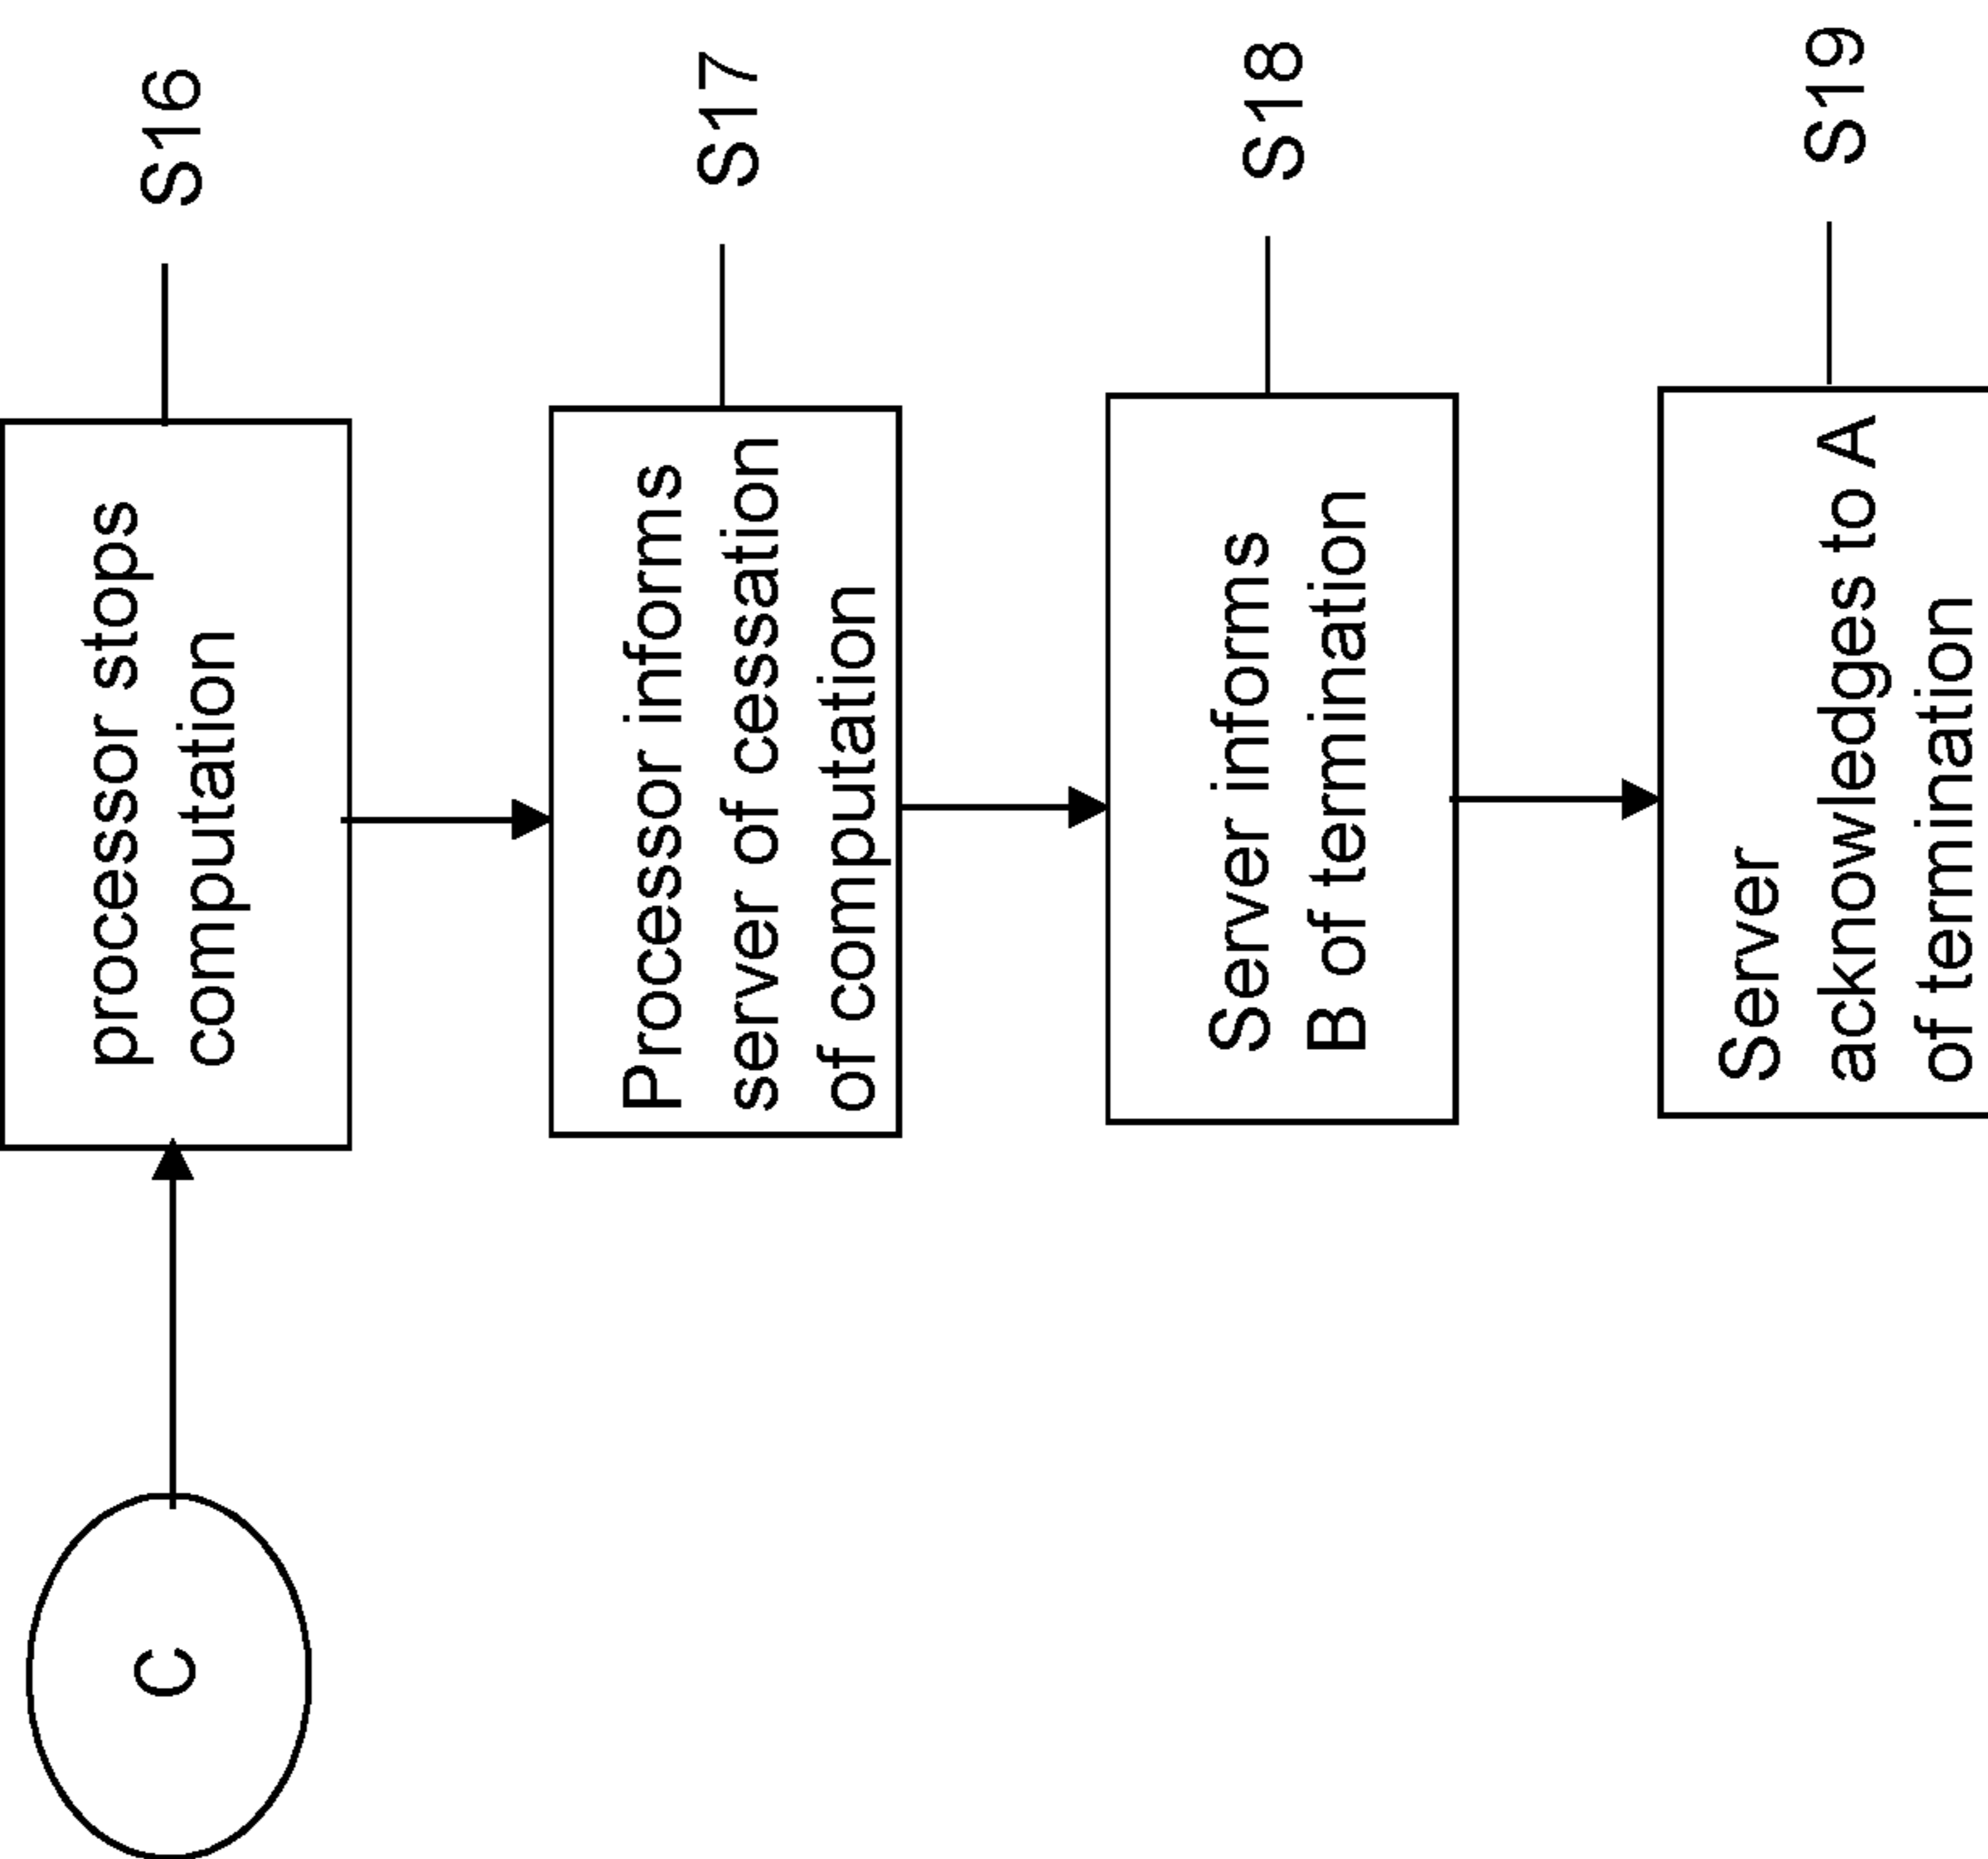 C
processor stops
computation
S16
Processor informs
server of cessation
of computation
S17
Server informs
B of termination
S18
Server
acknowledges to A
of termination
S19